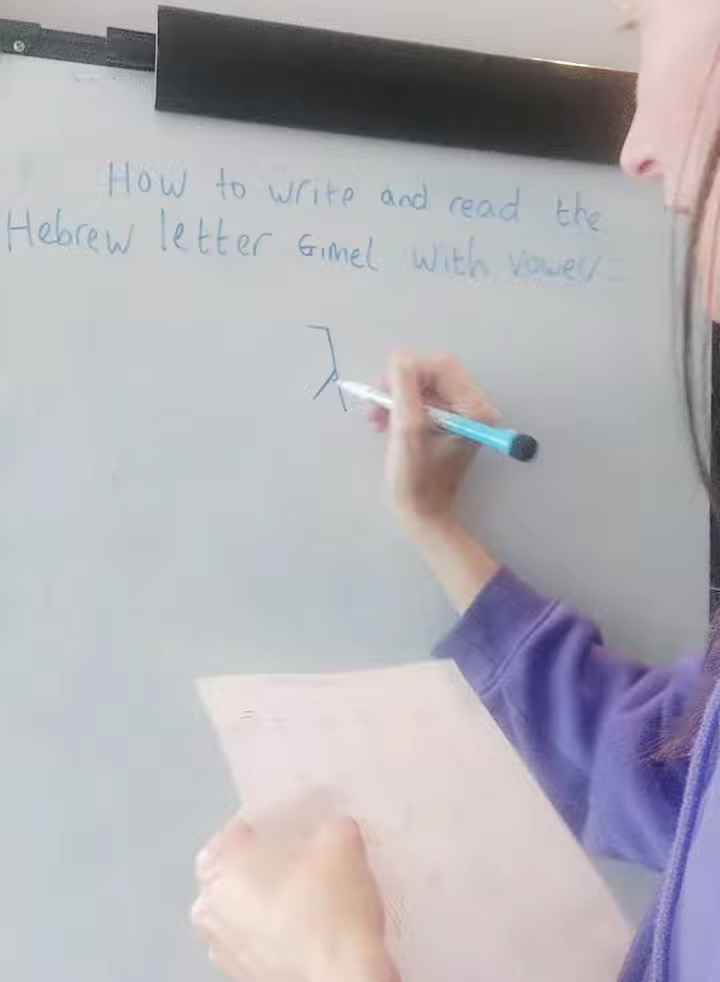 How to write and read the
Hebrew letter Gimel with vowels
ג